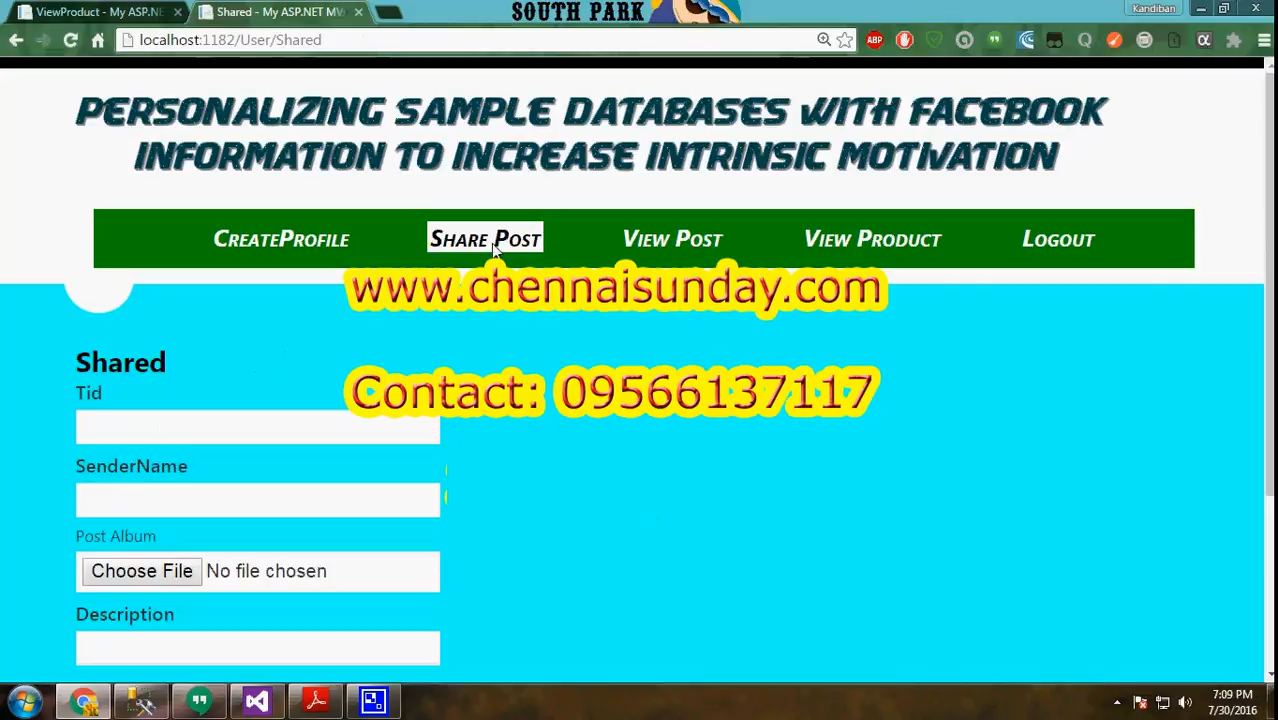 SOUTH PARK
ViewProduct - My ASP.NE
Shared - My ASP.NET MV
Kandiban
localhost:1182/User/Shared
ABP
PERSONALIZING SAMPLE DATABASES WITH FACEBOOK
INFORMATION TO INCREASE INTRINSIC MOTIVATION
CREATEPROFILE SHARE POST VIEW POST VIEW PRODUCT LOGOUT
www.chennaisunday.com
Shared
Contact: 09566137117
Tid
SenderName
Post Album
Choose File No file chosen
Description
7:09 PM
7/30/2016